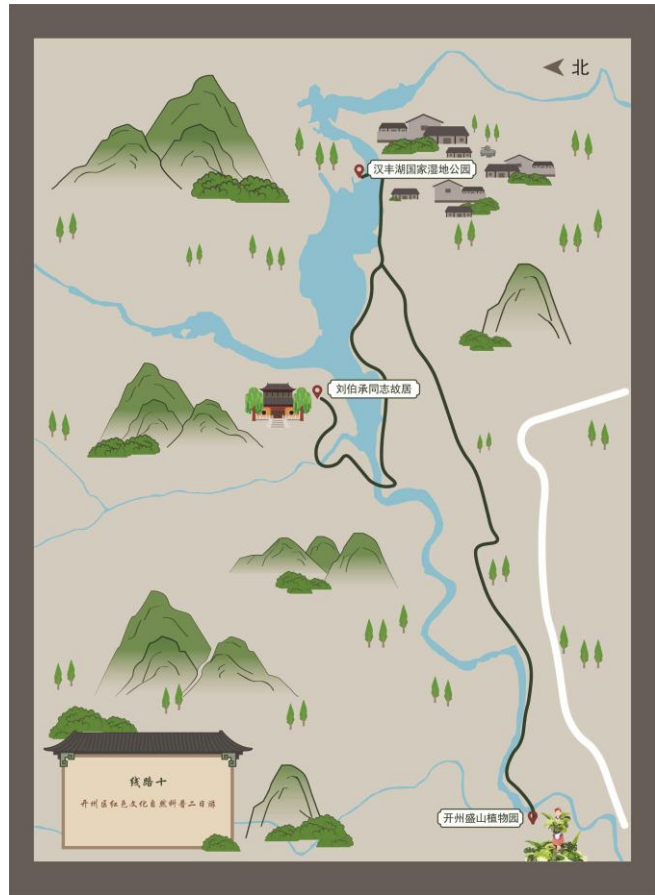 北
汉丰湖国家湿地公园
刘伯承同志故居
开州盛山植物园
线路十
开州区红色文化自然科普二日游